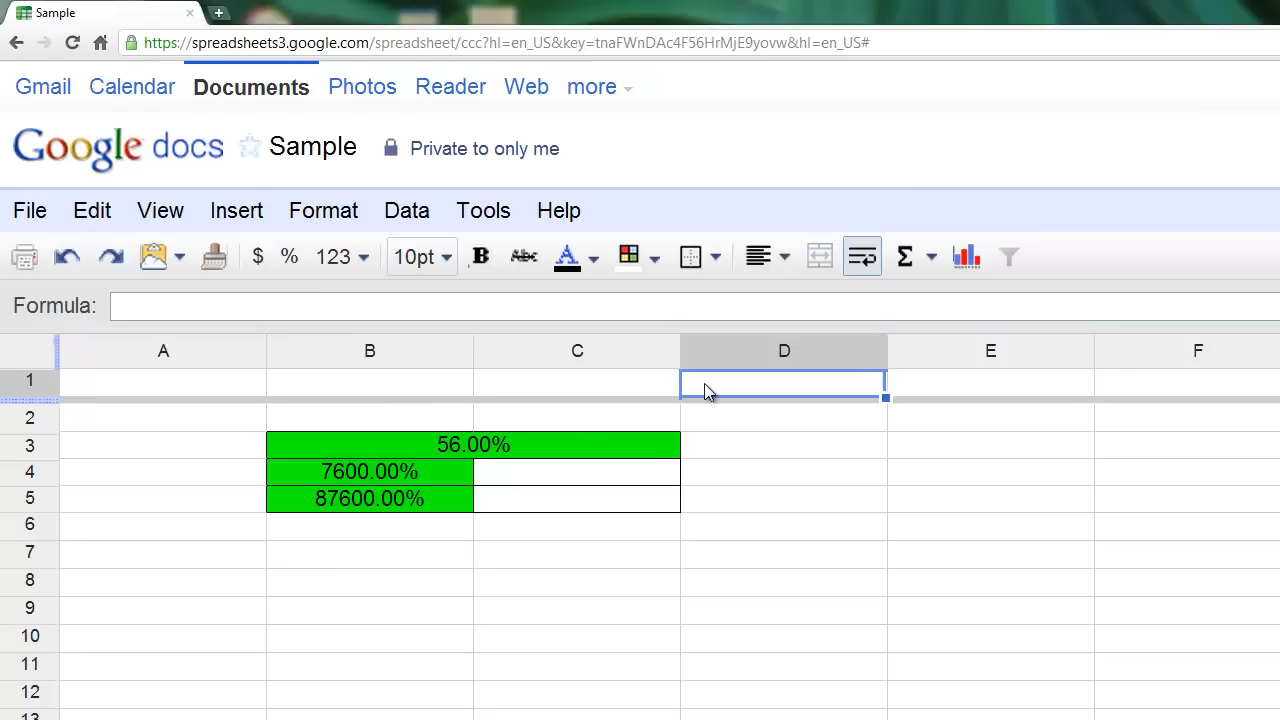 Sample
https://spreadsheets3.google.com/spreadsheet/ccc?hl=en_US&key=tnaFWnDAc4F56HrMjE9yovw&hl=en_US#
Gmail Calendar Documents Photos Reader Web more
Google docs Sample Private to only me
File Edit View Insert Format Data Tools Help
$ % 123 10pt B Abc A Σ
Formula:
A B C D E F
1
2
3 56.00%
4 7600.00%
5 87600.00%
6
7
8
9
10
11
12
13